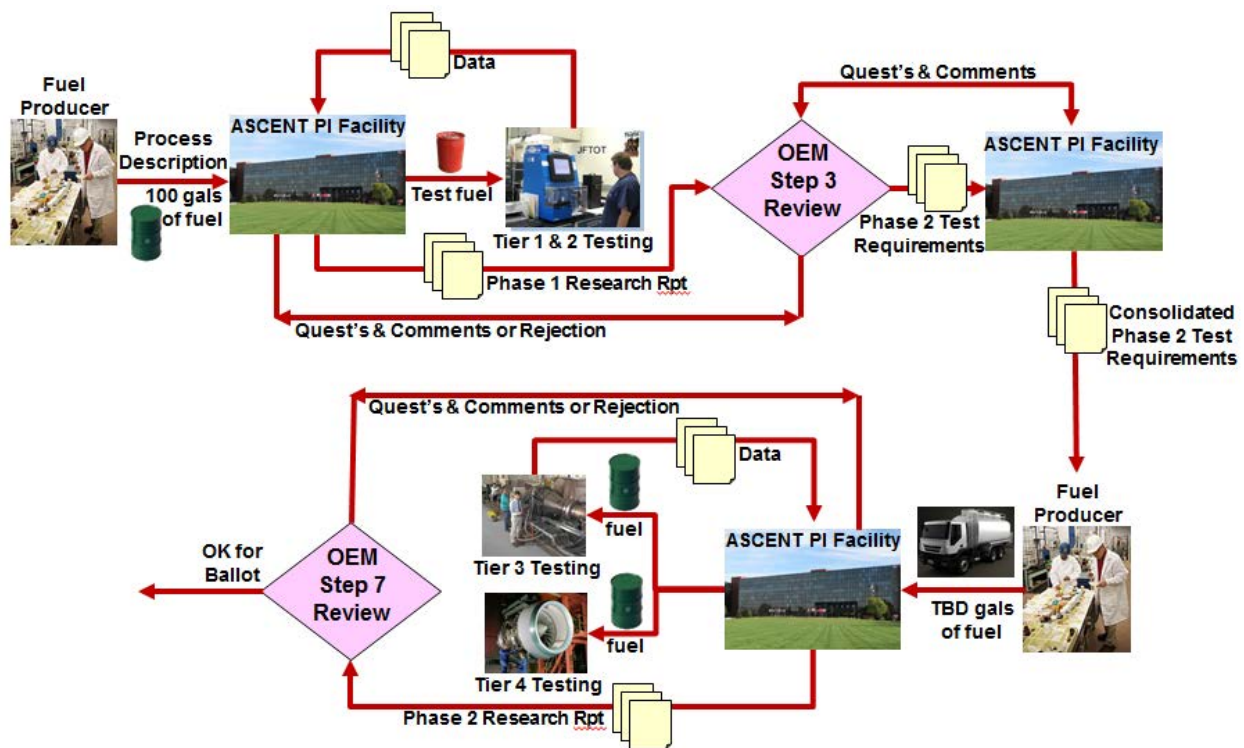 Data
Fuel
Producer
Process
Description
100 gals
of fuel
ASCENT PI Facility
Test fuel
JFTOT
Tier 1 & 2 Testing
Phase 1 Research Rpt
Quest's & Comments or Rejection
Quest's & Comments
OEM
Step 3
Review
Phase 2 Test
Requirements
ASCENT PI Facility
Consolidated
Phase 2 Test
Requirements
Fuel
Producer
TBD gals
of fuel
ASCENT PI Facility
Quest's & Comments or Rejection
Data
fuel
Tier 3 Testing
fuel
Tier 4 Testing
Phase 2 Research Rpt
OEM
Step 7
Review
OK for
Ballot